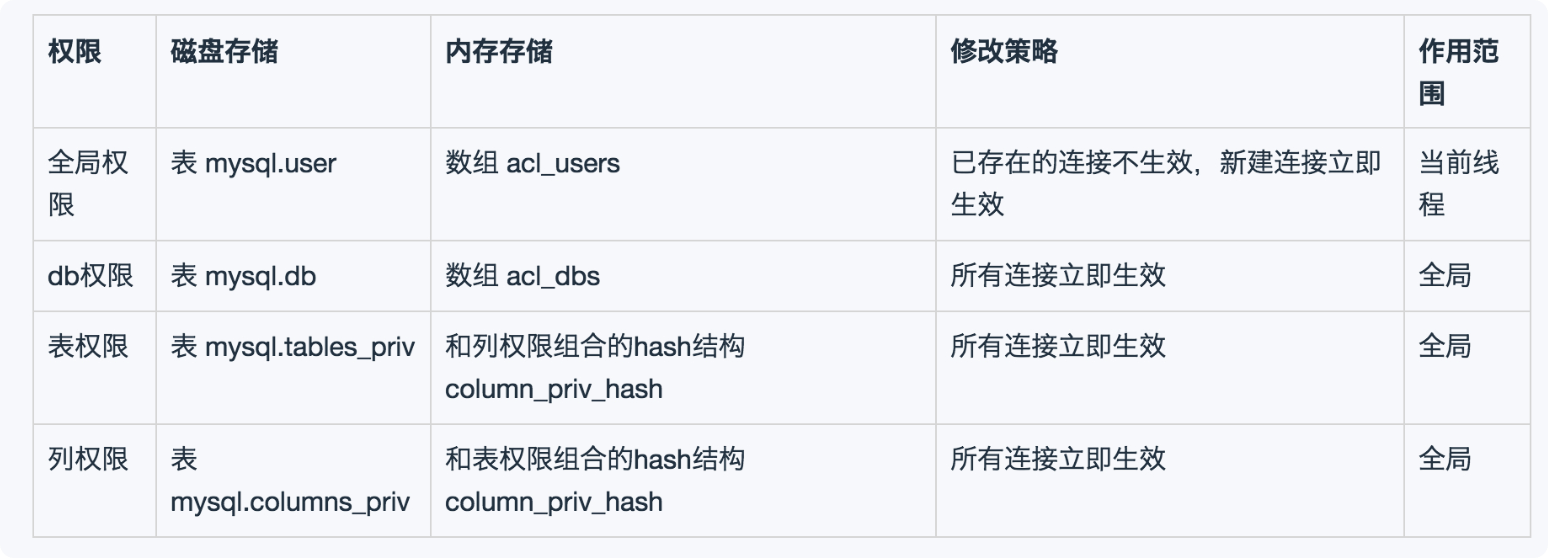 权限 磁盘存储 内存存储 修改策略 作用范
围
全局权 表 mysql.user 数组 acl_users 已存在的连接不生效，新建连接立即 当前线
限 生效 程
db权限 表 mysql.db 数组 acl_dbs 所有连接立即生效 全局
表权限 表 mysql.tables_priv 和列权限组合的hash结构 所有连接立即生效 全局
column_priv_hash
列权限 表 和表权限组合的hash结构 所有连接立即生效 全局
mysql.columns_priv column_priv_hash